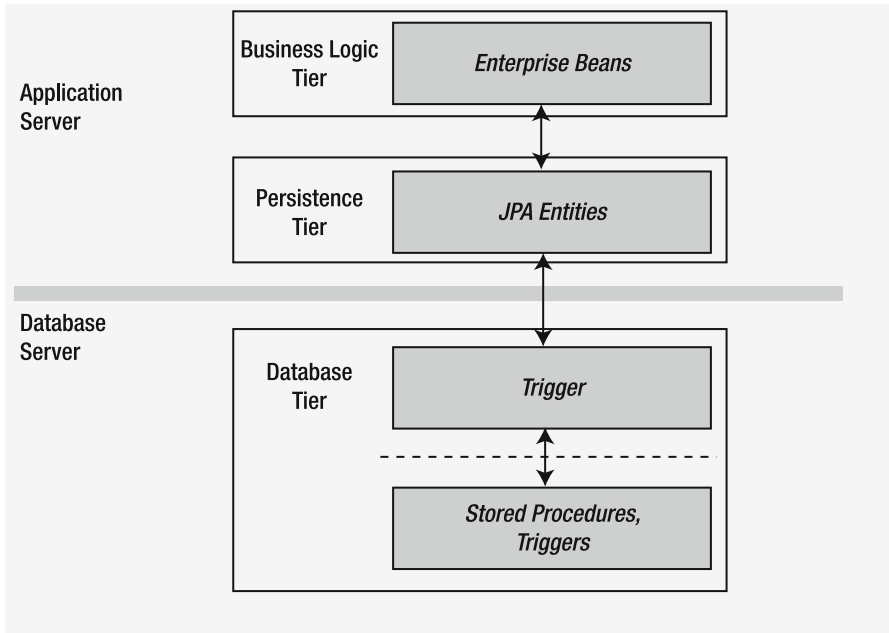 Business Logic
Tier
Enterprise Beans
Application
Server
Persistence
Tier
JPA Entities
Database
Server
Database
Tier
Trigger
Stored Procedures,
Triggers